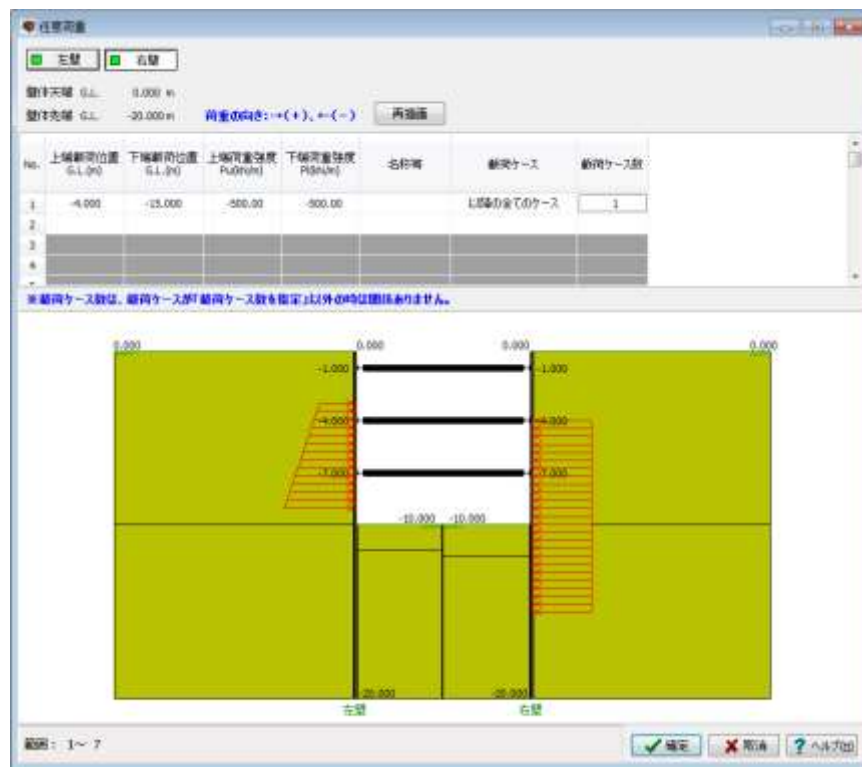 任意荷重
左壁 右壁
壁体天端 G.L. 0.000 m
壁体先端 G.L. -20.000 m 荷重の向き:→(+)、←(-) 再描画
No. 上端載荷位置 G.L.(m) 下端載荷位置 G.L.(m) 上端荷重強度 Pu(kN/m) 下端荷重強度 Pl(kN/m) 名称等 載荷ケース 載荷ケース数
1 -4.000 -15.000 -500.00 -500.00 以降の全てのケース 1
2
3
4
※載荷ケース数は、載荷ケースが「載荷ケース数を指定」以外の時は関係ありません。
0.000 0.000 0.000 0.000
-1.000 -1.000
-4.000 -4.000
-7.000 -7.000
-10.000 -10.000
-20.000 -20.000
左壁 右壁
範囲: 1~ 7 確定 取消 ヘルプ(H)